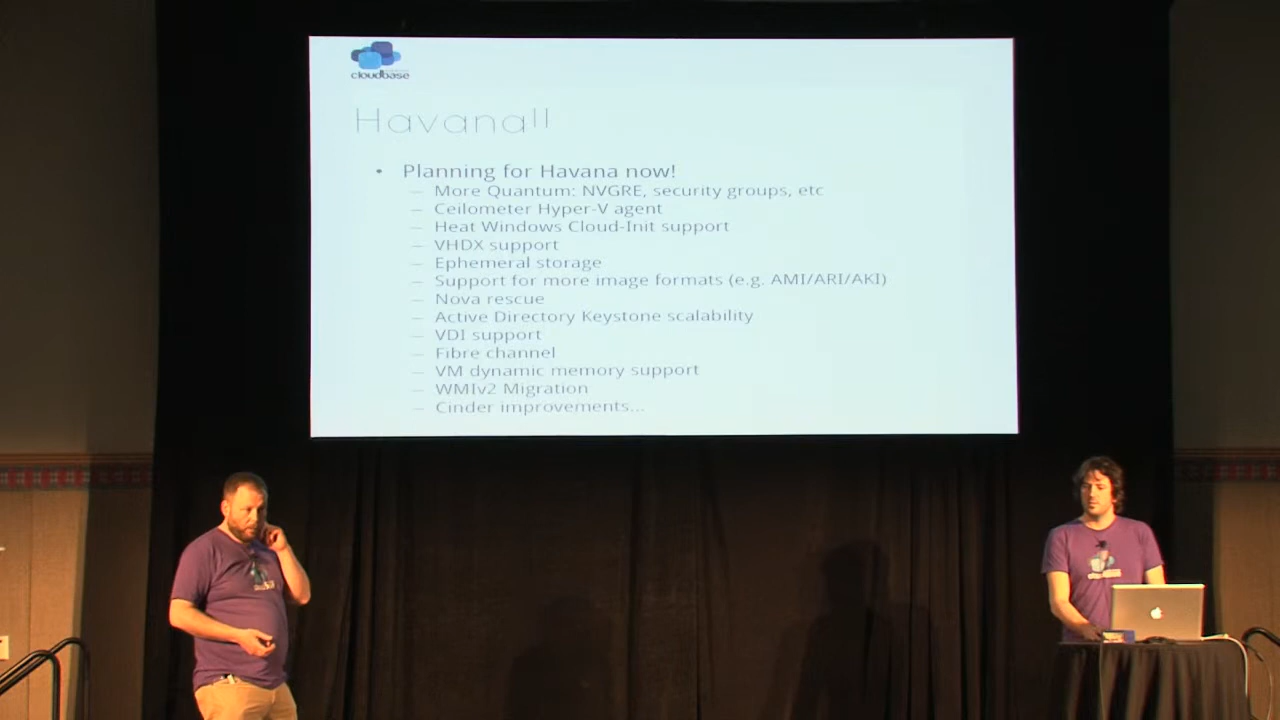 cloudbase
Havana!!
• Planning for Havana now!
– More Quantum: NVGRE, security groups, etc
– Ceilometer Hyper-V agent
– Heat Windows Cloud-Init support
– VHDX support
– Ephemeral storage
– Support for more image formats (e.g. AMI/ARI/AKI)
– Nova rescue
– Active Directory Keystone scalability
– VDI support
– Fibre channel
– VM dynamic memory support
– WMIv2 Migration
– Cinder improvements...